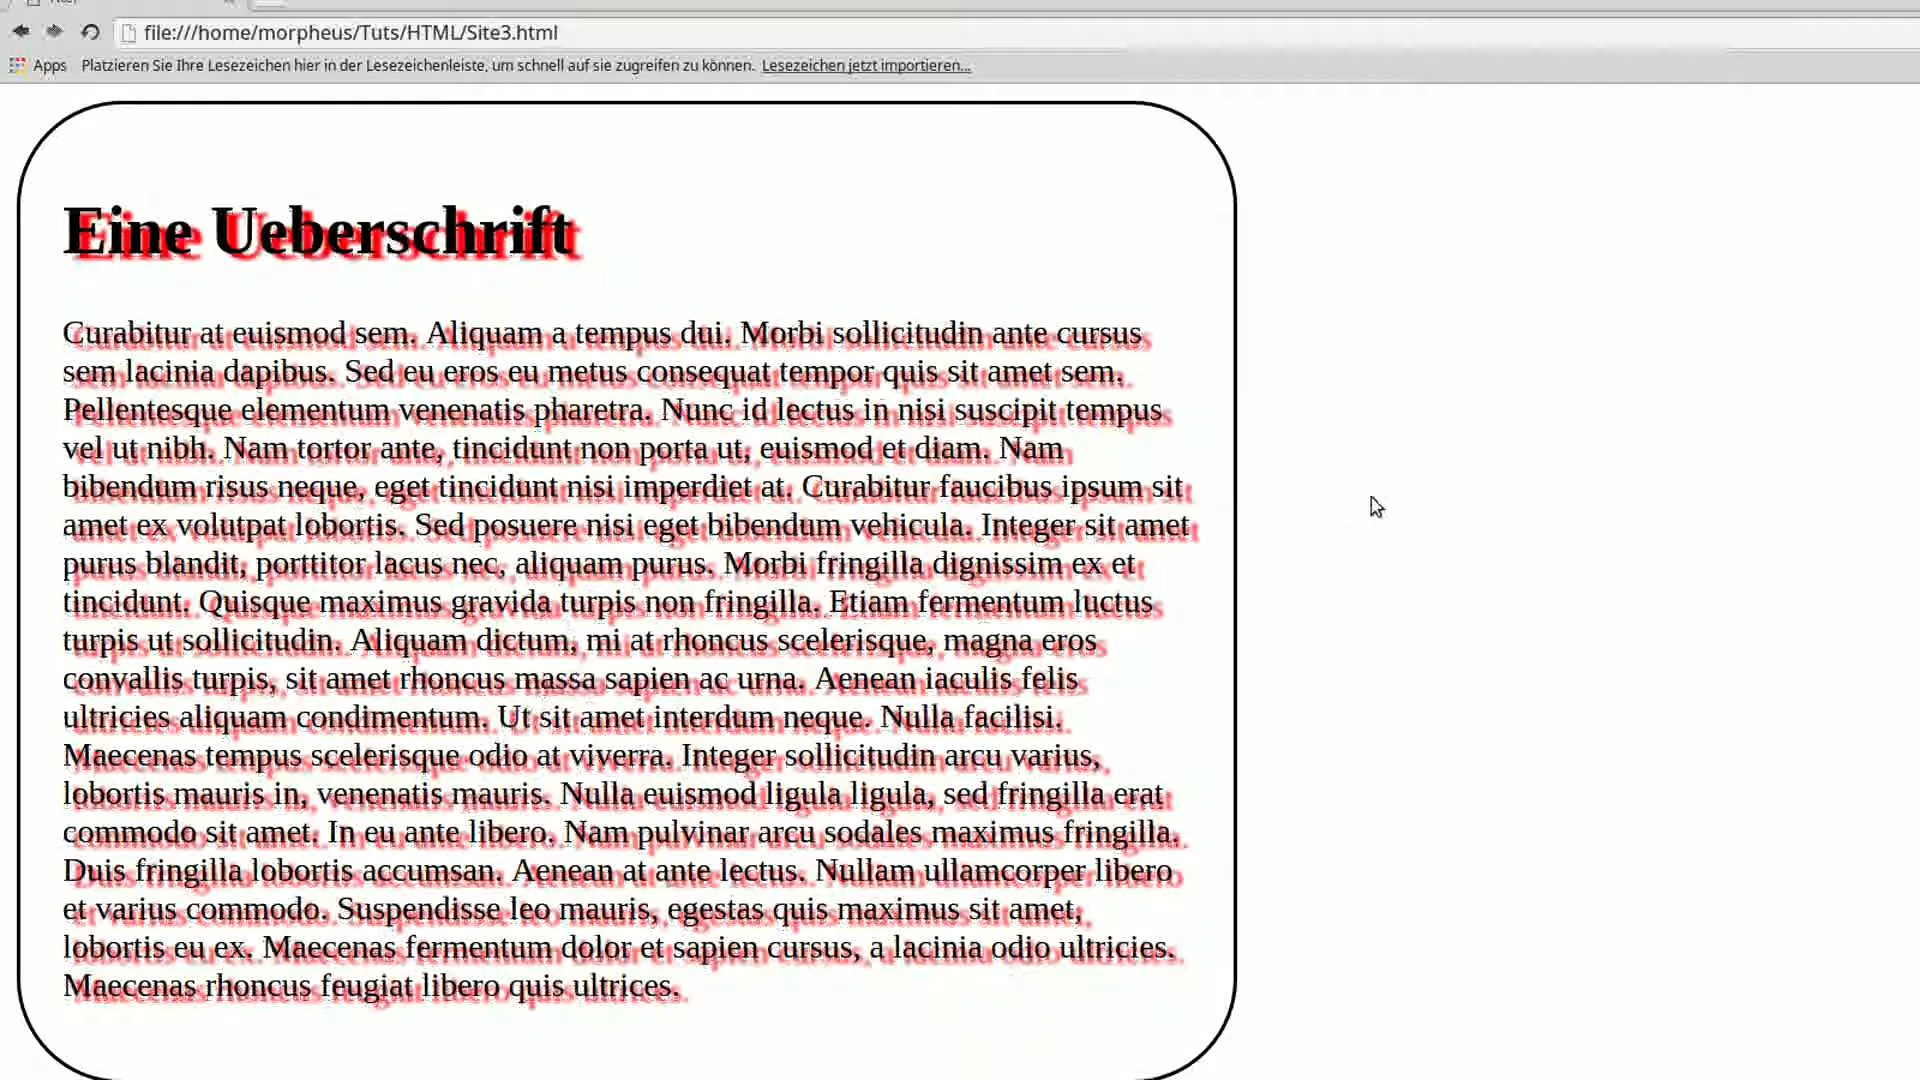 file:///home/morpheus/Tuts/HTML/Site3.html
Apps Platzieren Sie Ihre Lesezeichen hier in der Lesezeichenleiste, um schnell auf sie zugreifen zu können. Lesezeichen jetzt importieren...
Eine Ueberschrift
Curabitur at euismod sem. Aliquam a tempus dui. Morbi sollicitudin ante cursus
sem lacinia dapibus. Sed eu eros eu metus consequat tempor quis sit amet sem.
Pellentesque elementum venenatis pharetra. Nunc id lectus in nisi suscipit tempus
vel ut nibh. Nam tortor ante, tincidunt non porta ut, euismod et diam. Nam
bibendum risus neque, eget tincidunt nisi imperdiet at. Curabitur faucibus ipsum sit
amet ex volutpat lobortis. Sed posuere nisi eget bibendum vehicula. Integer sit amet
purus blandit, porttitor lacus nec, aliquam purus. Morbi fringilla dignissim ex et
tincidunt. Quisque maximus gravida turpis non fringilla. Etiam fermentum luctus
turpis ut sollicitudin. Aliquam dictum, mi at rhoncus scelerisque, magna eros
convallis turpis, sit amet rhoncus massa sapien ac urna. Aenean iaculis felis
ultricies aliquam condimentum. Ut sit amet interdum neque. Nulla facilisi.
Maecenas tempus scelerisque odio at viverra. Integer sollicitudin arcu varius,
lobortis mauris in, venenatis mauris. Nulla euismod ligula ligula, sed fringilla erat
commodo sit amet. In eu ante libero. Nam pulvinar arcu sodales maximus fringilla.
Duis fringilla lobortis accumsan. Aenean at ante lectus. Nullam ullamcorper libero
et varius commodo. Suspendisse leo mauris, egestas quis maximus sit amet,
lobortis eu ex. Maecenas fermentum dolor et sapien cursus, a lacinia odio ultricies.
Maecenas rhoncus feugiat libero quis ultrices.